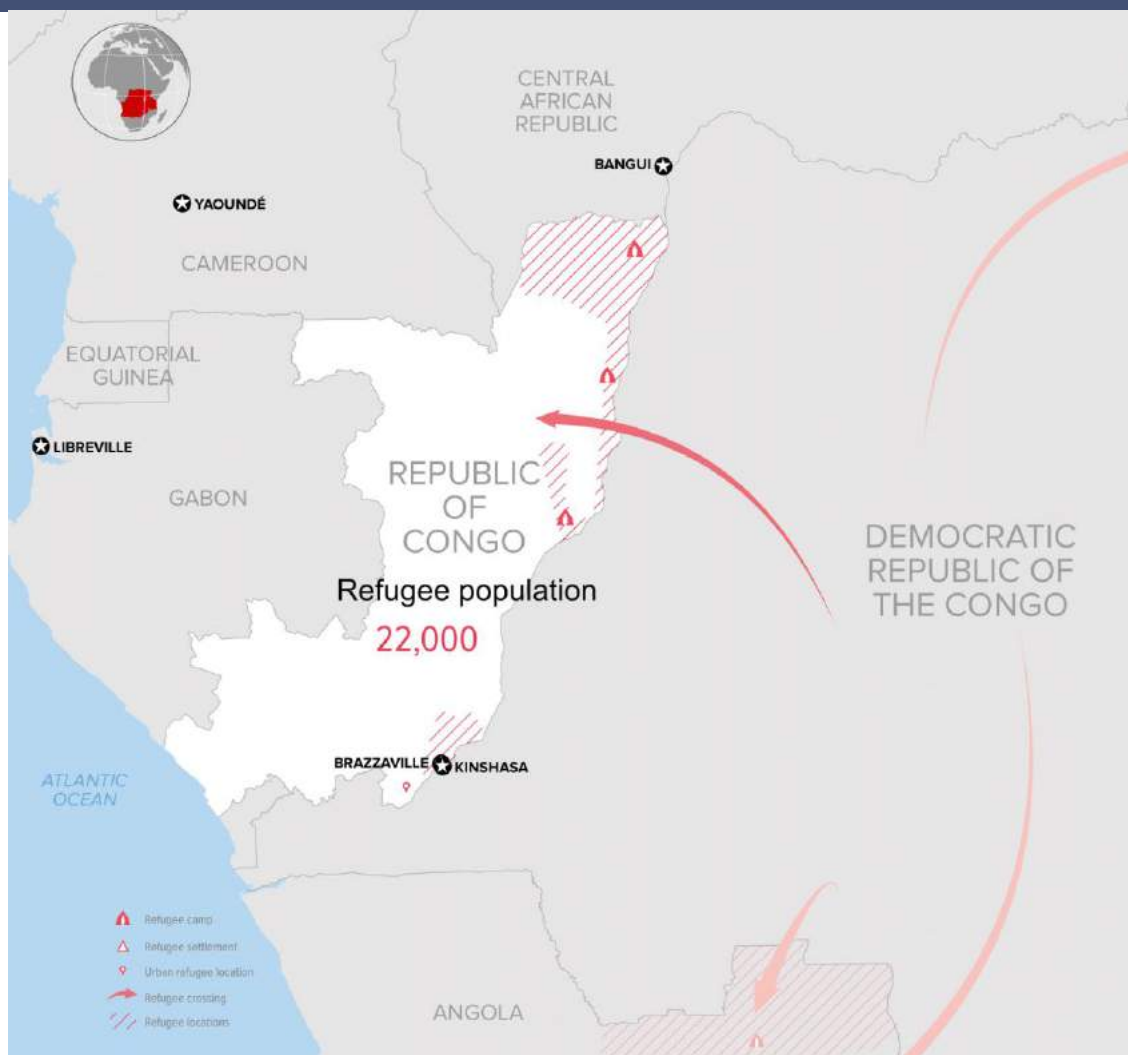 CENTRAL
AFRICAN
REPUBLIC
BANGUI
YAOUNDÉ
CAMEROON
EQUATORIAL
GUINEA
LIBREVILLE
GABON
REPUBLIC
OF
CONGO
DEMOCRATIC
REPUBLIC OF
THE CONGO
Refugee population
22,000
BRAZZAVILLE KINSHASA
ATLANTIC
OCEAN
Refugee camp
Refugee settlement
Urban refugee location
Refugee crossing
Refugee locations
ANGOLA